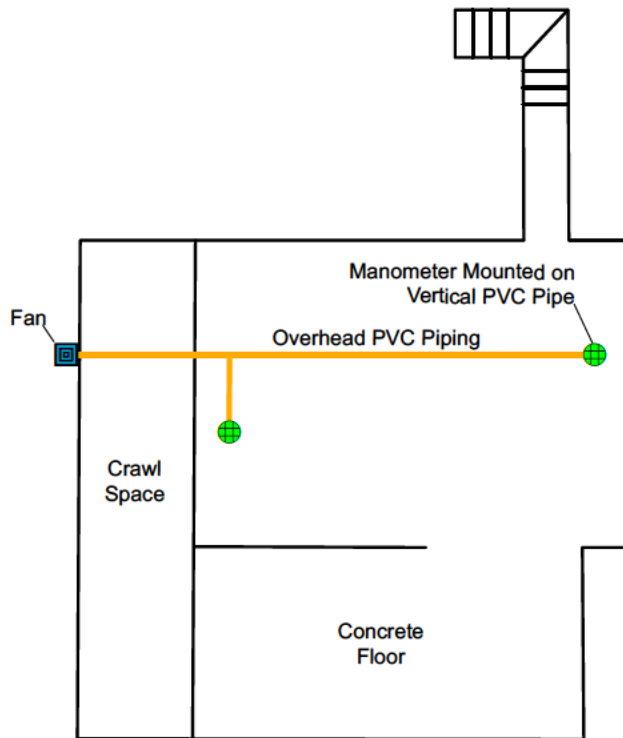 Manometer Mounted on
Vertical PVC Pipe
Fan
Overhead PVC Piping
Crawl
Space
Concrete
Floor